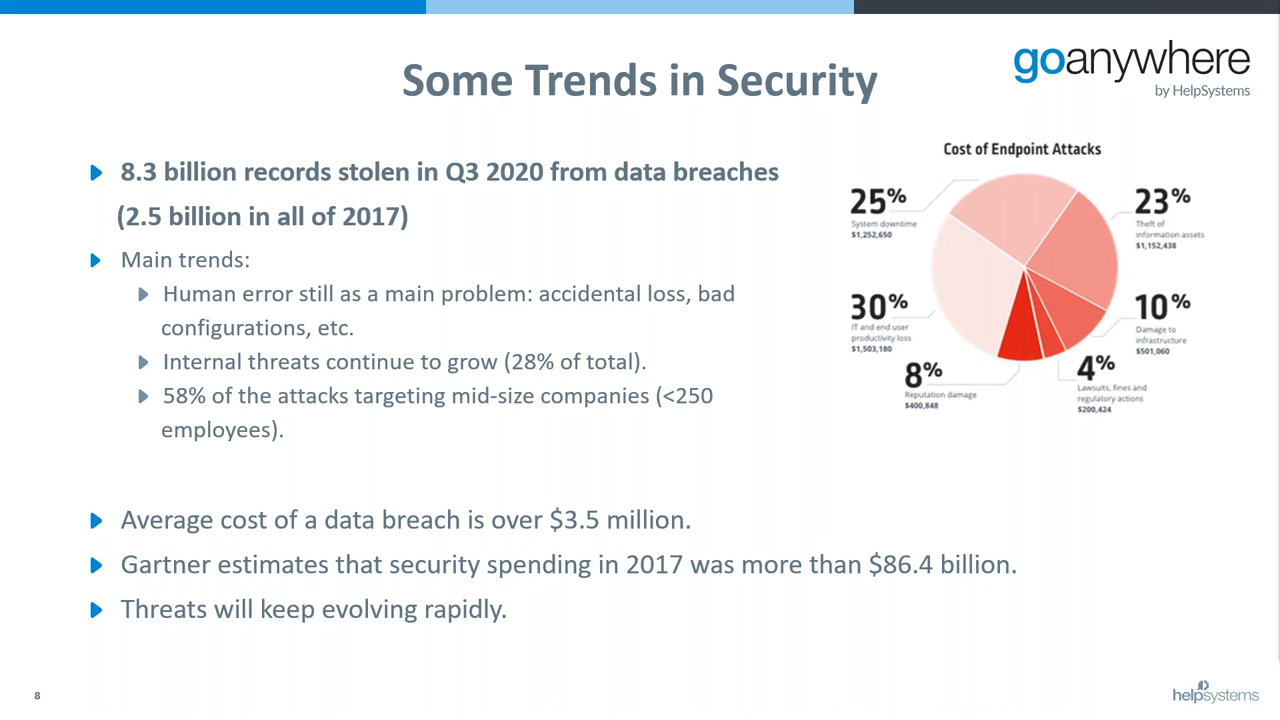 goanywhere
by HelpSystems
Some Trends in Security
8.3 billion records stolen in Q3 2020 from data breaches
(2.5 billion in all of 2017)
Main trends:
Human error still as a main problem: accidental loss, bad
configurations, etc.
Internal threats continue to grow (28% of total).
58% of the attacks targeting mid-size companies (<250
employees).
Average cost of a data breach is over $3.5 million.
Gartner estimates that security spending in 2017 was more than $86.4 billion.
Threats will keep evolving rapidly.
Cost of Endpoint Attacks
25%
System downtime
$1,252,650
23%
Theft of
information assets
$1,152,438
30%
IT and end user
productivity loss
$1,503,180
10%
Damage to
infrastructure
$501,060
8%
Reputation damage
$400,848
4%
Lawsuits, fines and
regulatory actions
$200,424
8
helpsystems